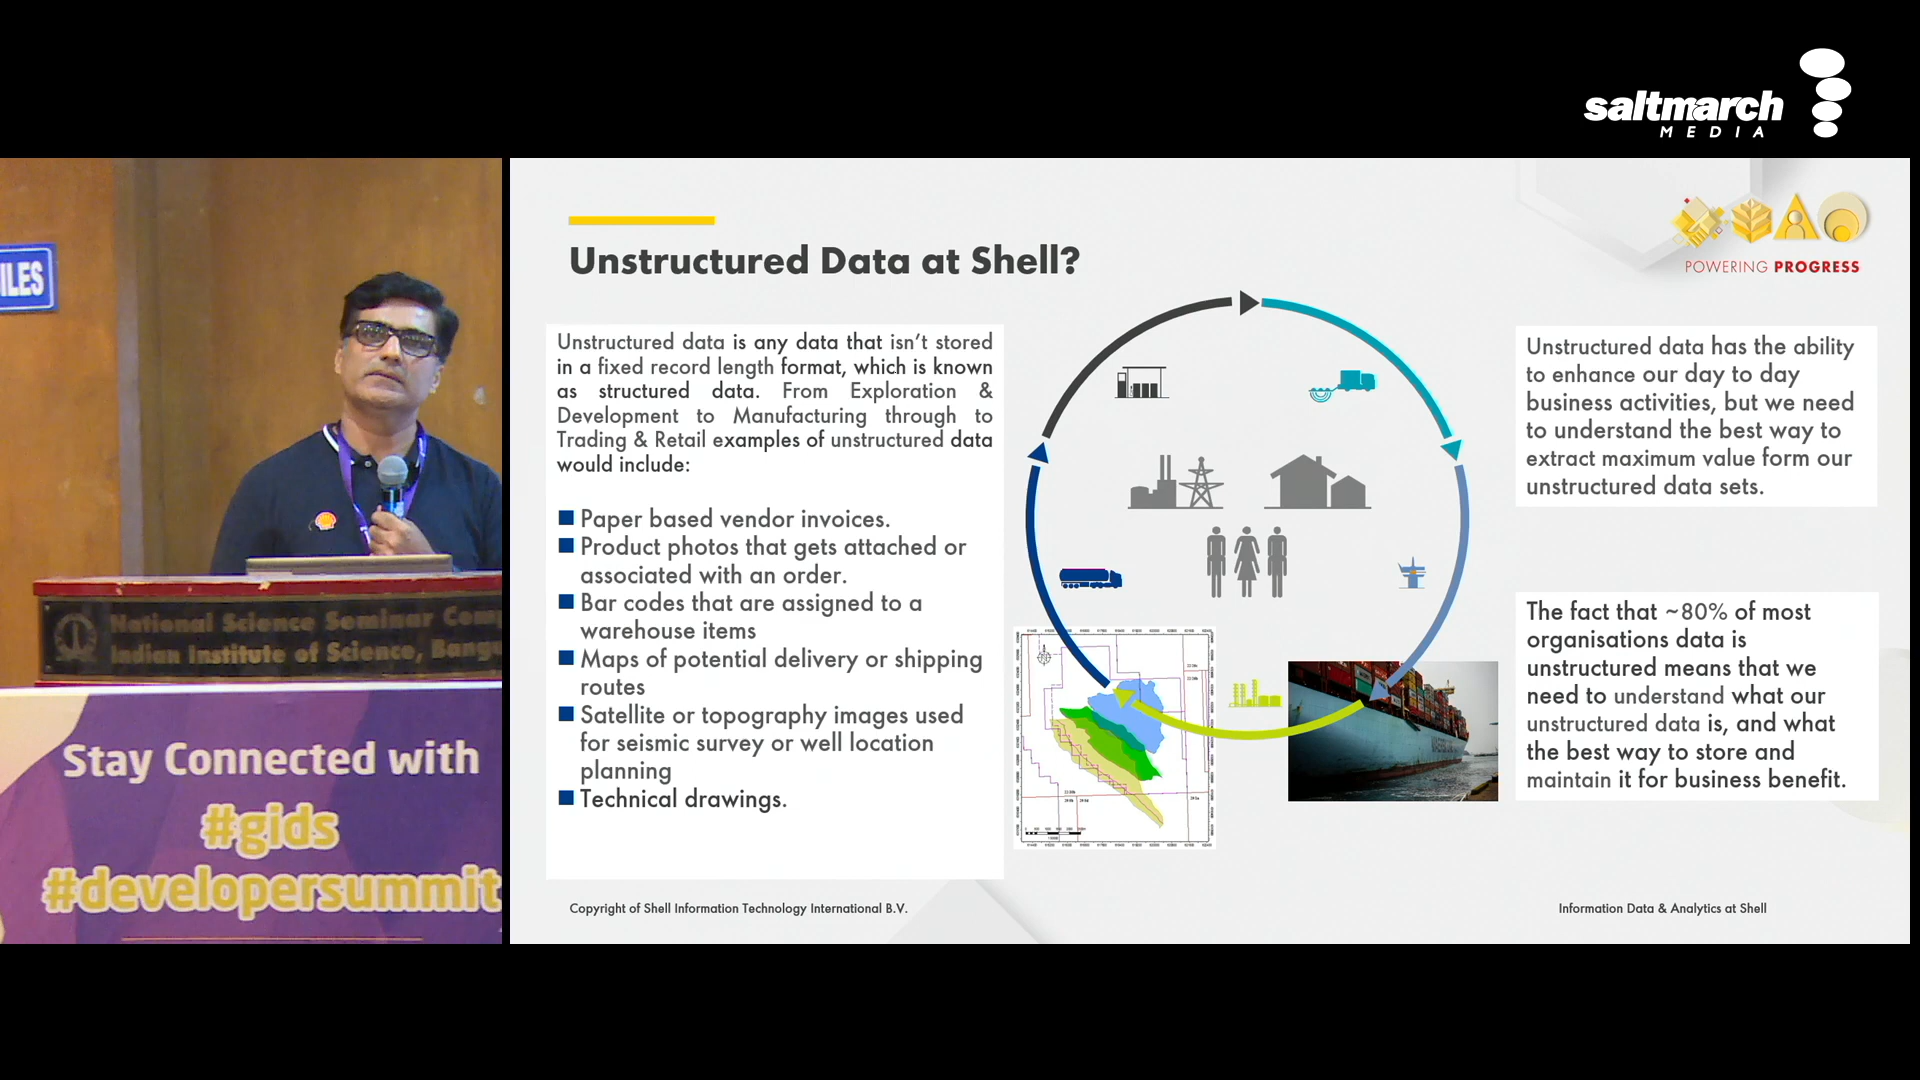 saltmarch
MEDIA
ILES
National Science Seminar Comp
Indian Institute of Science, Banga
Stay Connected with
#gids
#developersummit
Unstructured Data at Shell?
POWERING PROGRESS
Unstructured data is any data that isn't stored
in a fixed record length format, which is known
as structured data. From Exploration &
Development to Manufacturing through to
Trading & Retail examples of unstructured data
would include:
Paper based vendor invoices.
Product photos that gets attached or
associated with an order.
Bar codes that are assigned to a
warehouse items
Maps of potential delivery or shipping
routes
Satellite or topography images used
for seismic survey or well location
planning
Technical drawings.
Unstructured data has the ability
to enhance our day to day
business activities, but we need
to understand the best way to
extract maximum value form our
unstructured data sets.
The fact that ~80% of most
organisations data is
unstructured means that we
need to understand what our
unstructured data is, and what
the best way to store and
maintain it for business benefit.
Copyright of Shell Information Technology International B.V.
Information Data & Analytics at Shell